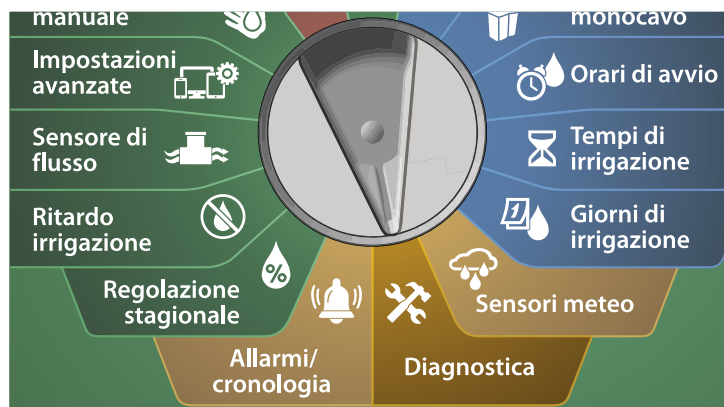 manuale
Impostazioni
avanzate
Sensore di
flusso
Ritardo
irrigazione
Regolazione
stagionale
%
Allarmi/
cronologia
Diagnostica
Sensori meteo
1
Giorni di
irrigazione
Tempi di
irrigazione
Orari di avvio
monocavo